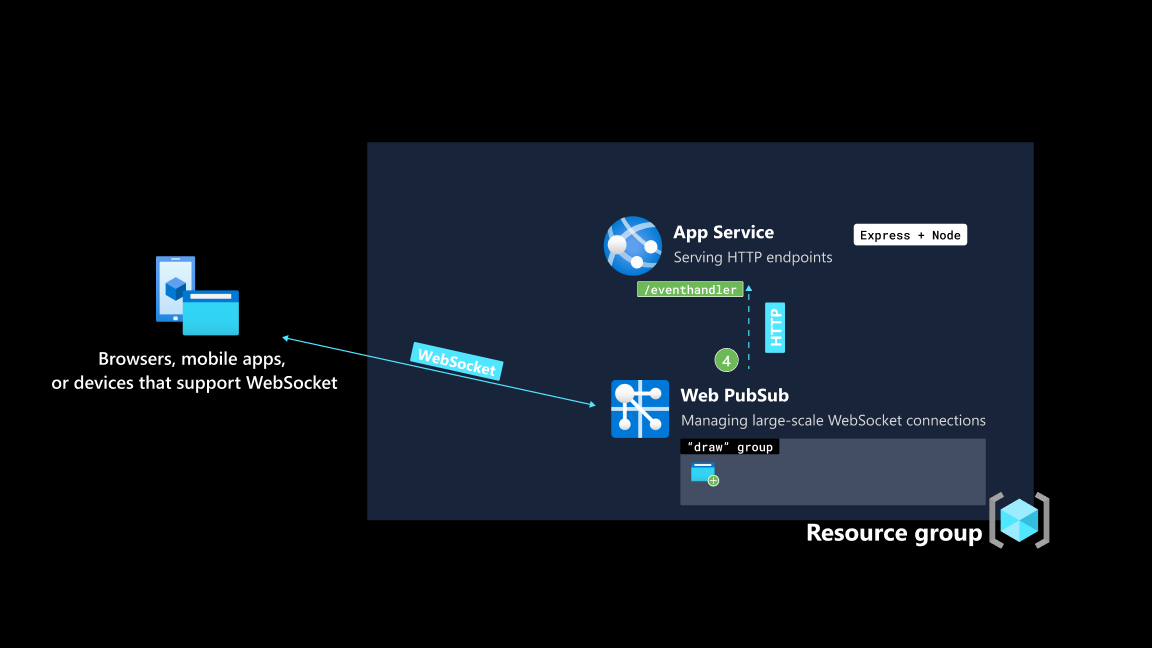 App Service
Express + Node
Serving HTTP endpoints
/eventhandler
HTTP
4
Browsers, mobile apps,
or devices that support WebSocket
WebSocket
Web PubSub
Managing large-scale WebSocket connections
“draw” group
Resource group